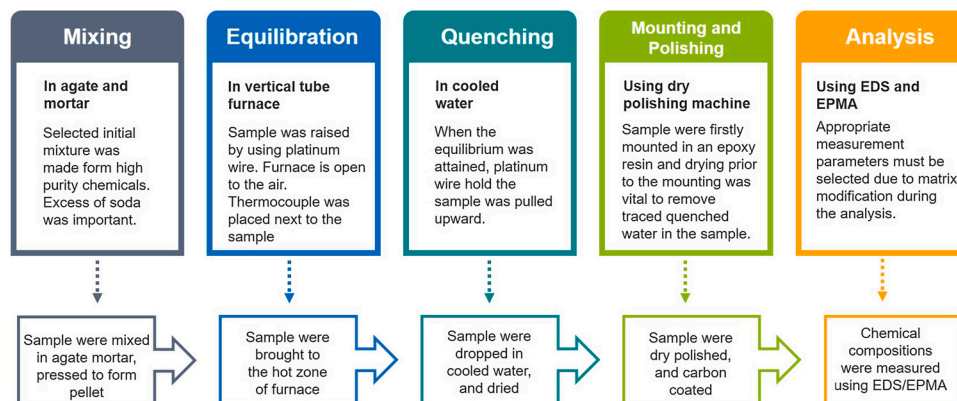 Mixing
In agate and
mortar
Selected initial
mixture was
made form high
purity chemicals.
Excess of soda
was important.
Equilibration
In vertical tube
furnace
Sample was raised
by using platinum
wire. Furnace is open
to the air.
Thermocouple was
placed next to the
sample
Quenching
In cooled
water
When the
equilibrium was
attained, platinum
wire hold the
sample was pulled
upward.
Mounting and
Polishing
Using dry
polishing machine
Sample were firstly
mounted in an epoxy
resin and drying prior
to the mounting was
vital to remove
traced quenched
water in the sample.
Analysis
Using EDS and
EPMA
Appropriate
measurement
parameters must be
selected due to matrix
modification during
the analysis.
Sample were mixed
in agate mortar,
pressed to form
pellet
Sample were
brought to
the hot zone
of furnace
Sample were
dropped in
cooled water,
and dried
Sample were
dry polished,
and carbon
coated
Chemical
compositions
were measured
using EDS/EPMA